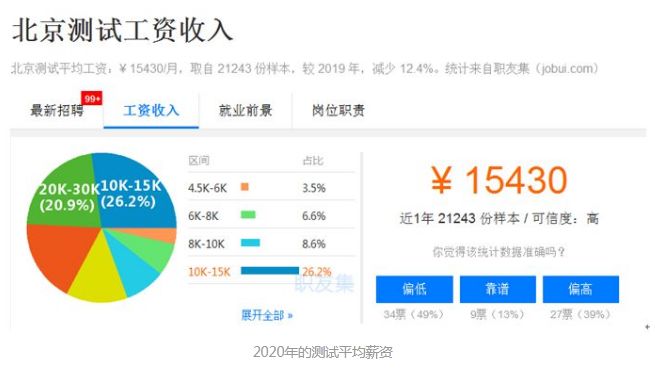 北京测试工资收入
北京测试平均工资：¥ 15430/月，取自 21243 份样本，较 2019 年，减少 12.4%。统计来自职友集（jobui.com）
最新招聘 99+ 工资收入 就业前景 岗位职责
20K-30K
(20.9%)
10K-15K
(26.2%)
区间 占比
4.5K-6K 3.5%
6K-8K 6.6%
8K-10K 8.6%
10K-15K 26.2%
职友集
展开全部 »
¥ 15430
近1年 21243 份样本 / 可信度：高
你觉得该统计数据准确吗？
偏低 靠谱 偏高
34票（49%） 9票（13%） 27票（39%）
2020年的测试平均薪资